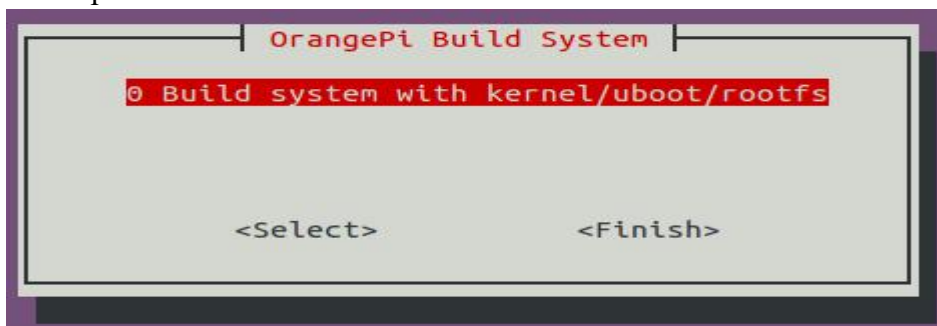 OrangePi Build System
0 Build system with kernel/uboot/rootfs
<Select> <Finish>